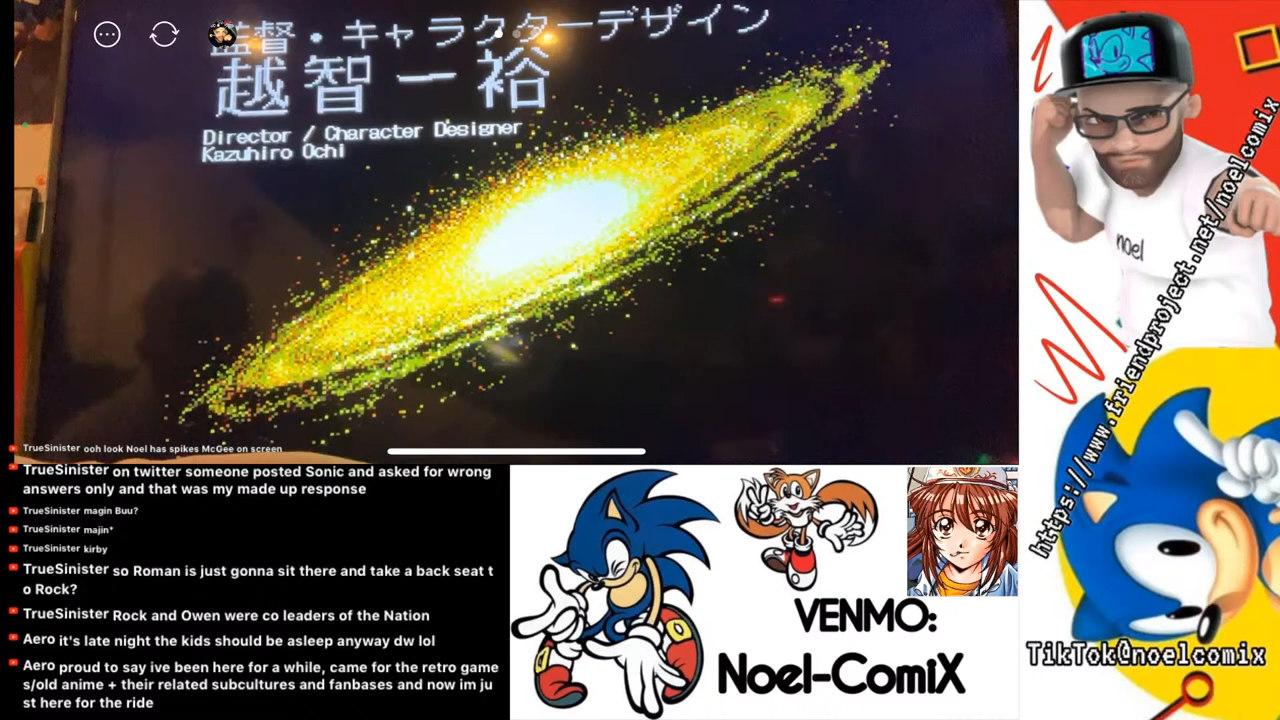 監督・キャラクターデザイン
越智一裕
Director / Character Designer
Kazuhiro Ochi
TrueSinister ooh look Noel has spikes McGee on screen
TrueSinister on twitter someone posted Sonic and asked for wrong
answers only and that was my made up response
TrueSinister magin Buu?
TrueSinister majin*
TrueSinister kirby
TrueSinister so Roman is just gonna sit there and take a back seat t
o Rock?
TrueSinister Rock and Owen were co leaders of the Nation
Aero it's late night the kids should be asleep anyway dw lol
Aero proud to say ive been here for a while, came for the retro game
s/old anime + their related subcultures and fanbases and now im ju
st here for the ride
VENMO:
Noel-ComiX
noel
https://www.friendproject.net/noelcomix
TikTok@noelcomix